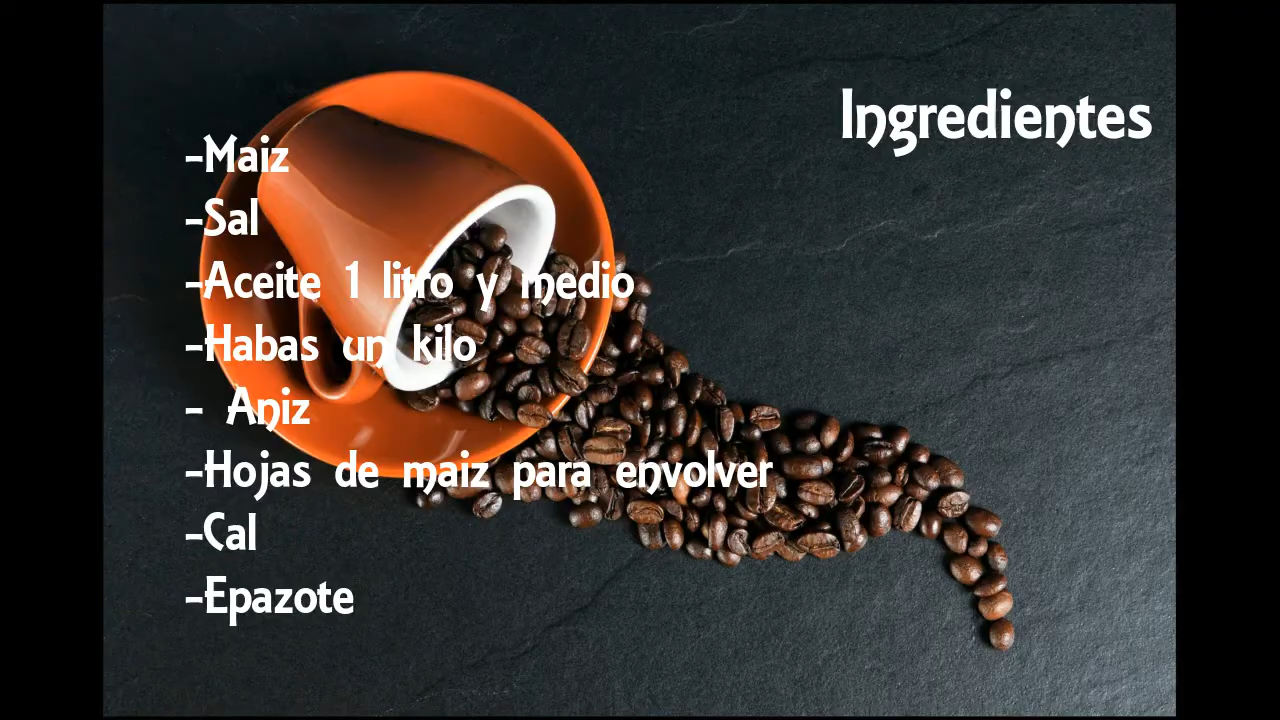 Ingredientes
-Maiz
-Sal
-Aceite 1 litro y medio
-Habas un kilo
- Aniz
-Hojas de maiz para envolver
-Cal
-Epazote